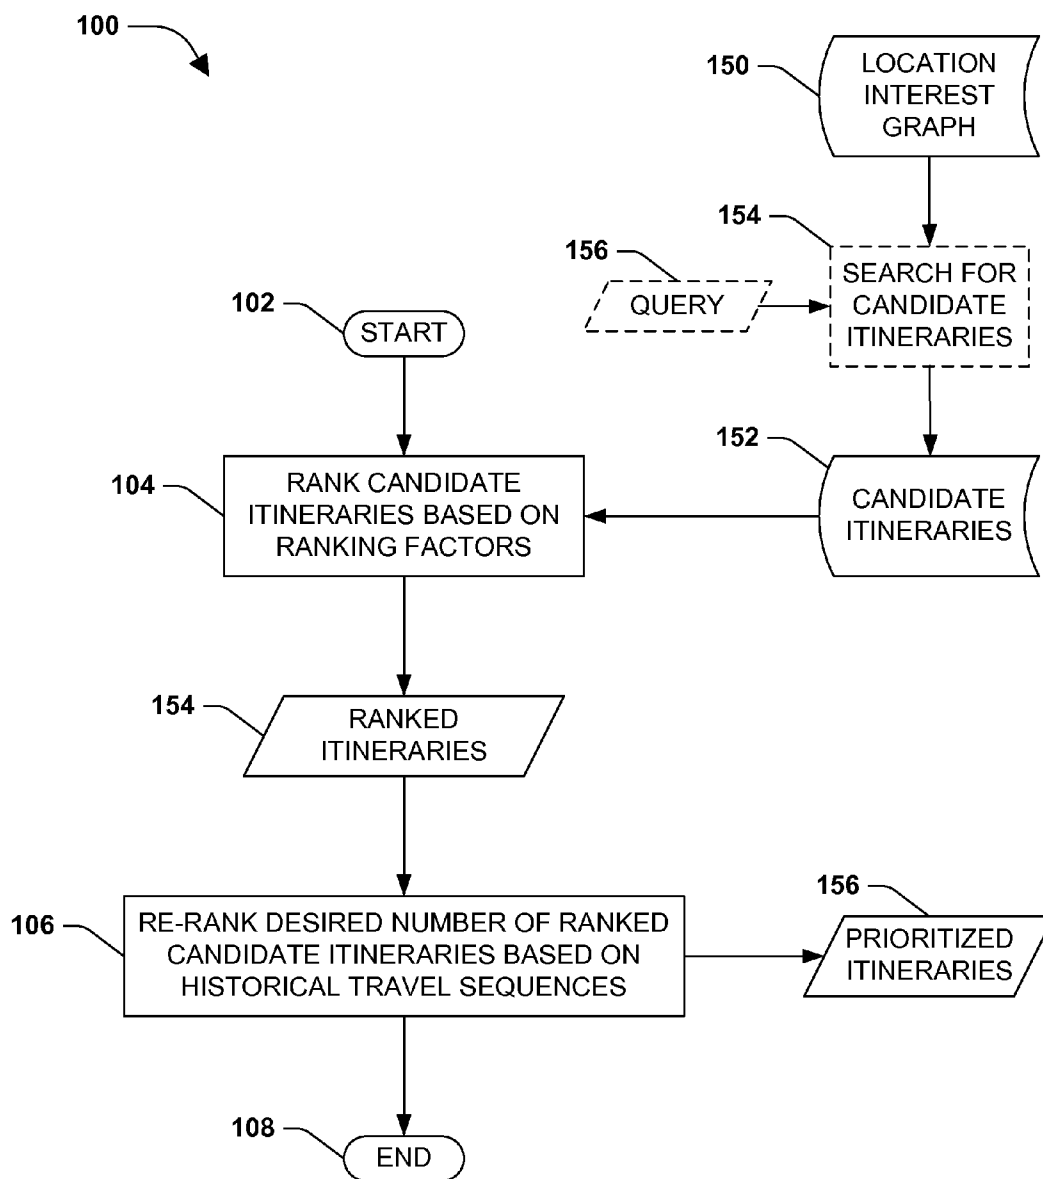 100
150
LOCATION
INTEREST
GRAPH
154
156
SEARCH FOR
CANDIDATE
ITINERARIES
QUERY
102
START
152
104
RANK CANDIDATE
ITINERARIES BASED ON
RANKING FACTORS
CANDIDATE
ITINERARIES
154
RANKED
ITINERARIES
156
106
RE-RANK DESIRED NUMBER OF RANKED
CANDIDATE ITINERARIES BASED ON
HISTORICAL TRAVEL SEQUENCES
PRIORITIZED
ITINERARIES
108
END